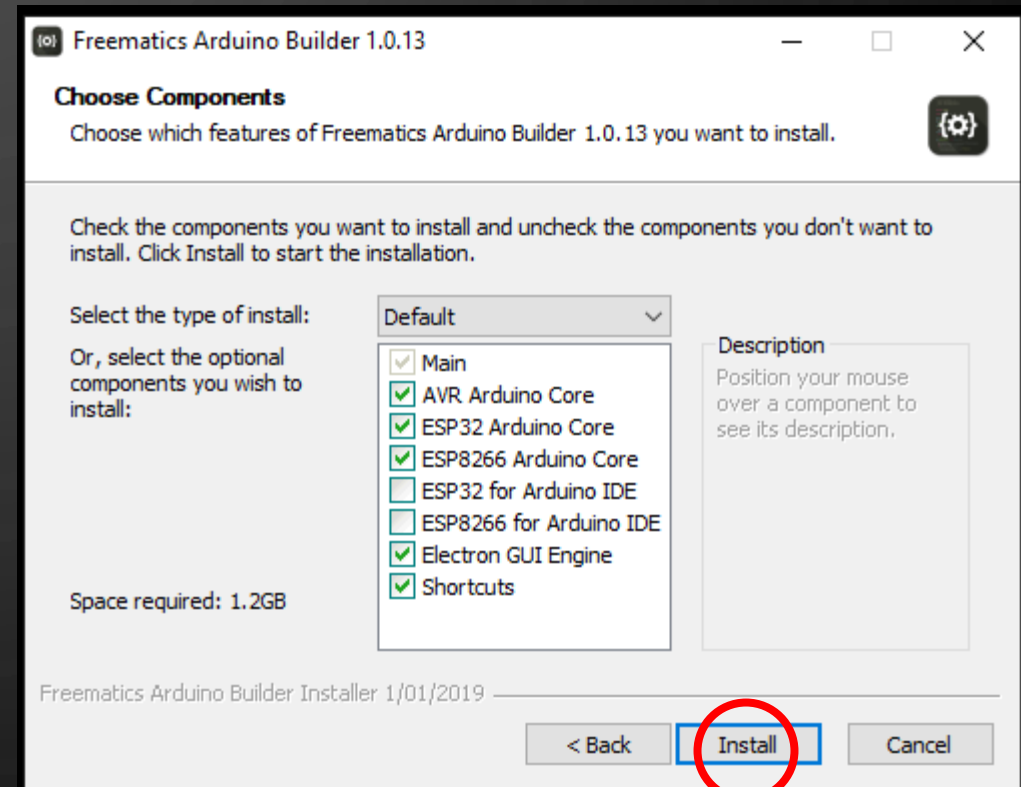 Freematics Arduino Builder 1.0.13
Choose Components
Choose which features of Freematics Arduino Builder 1.0.13 you want to install.
{⚙}
Check the components you want to install and uncheck the components you don't want to
install. Click Install to start the installation.
Select the type of install:
Default
Or, select the optional
components you wish to
install:
Main
AVR Arduino Core
ESP32 Arduino Core
ESP8266 Arduino Core
ESP32 for Arduino IDE
ESP8266 for Arduino IDE
Electron GUI Engine
Shortcuts
Description
Position your mouse
over a component to
see its description.
Space required: 1.2GB
Freematics Arduino Builder Installer 1/01/2019
< Back
Install
Cancel